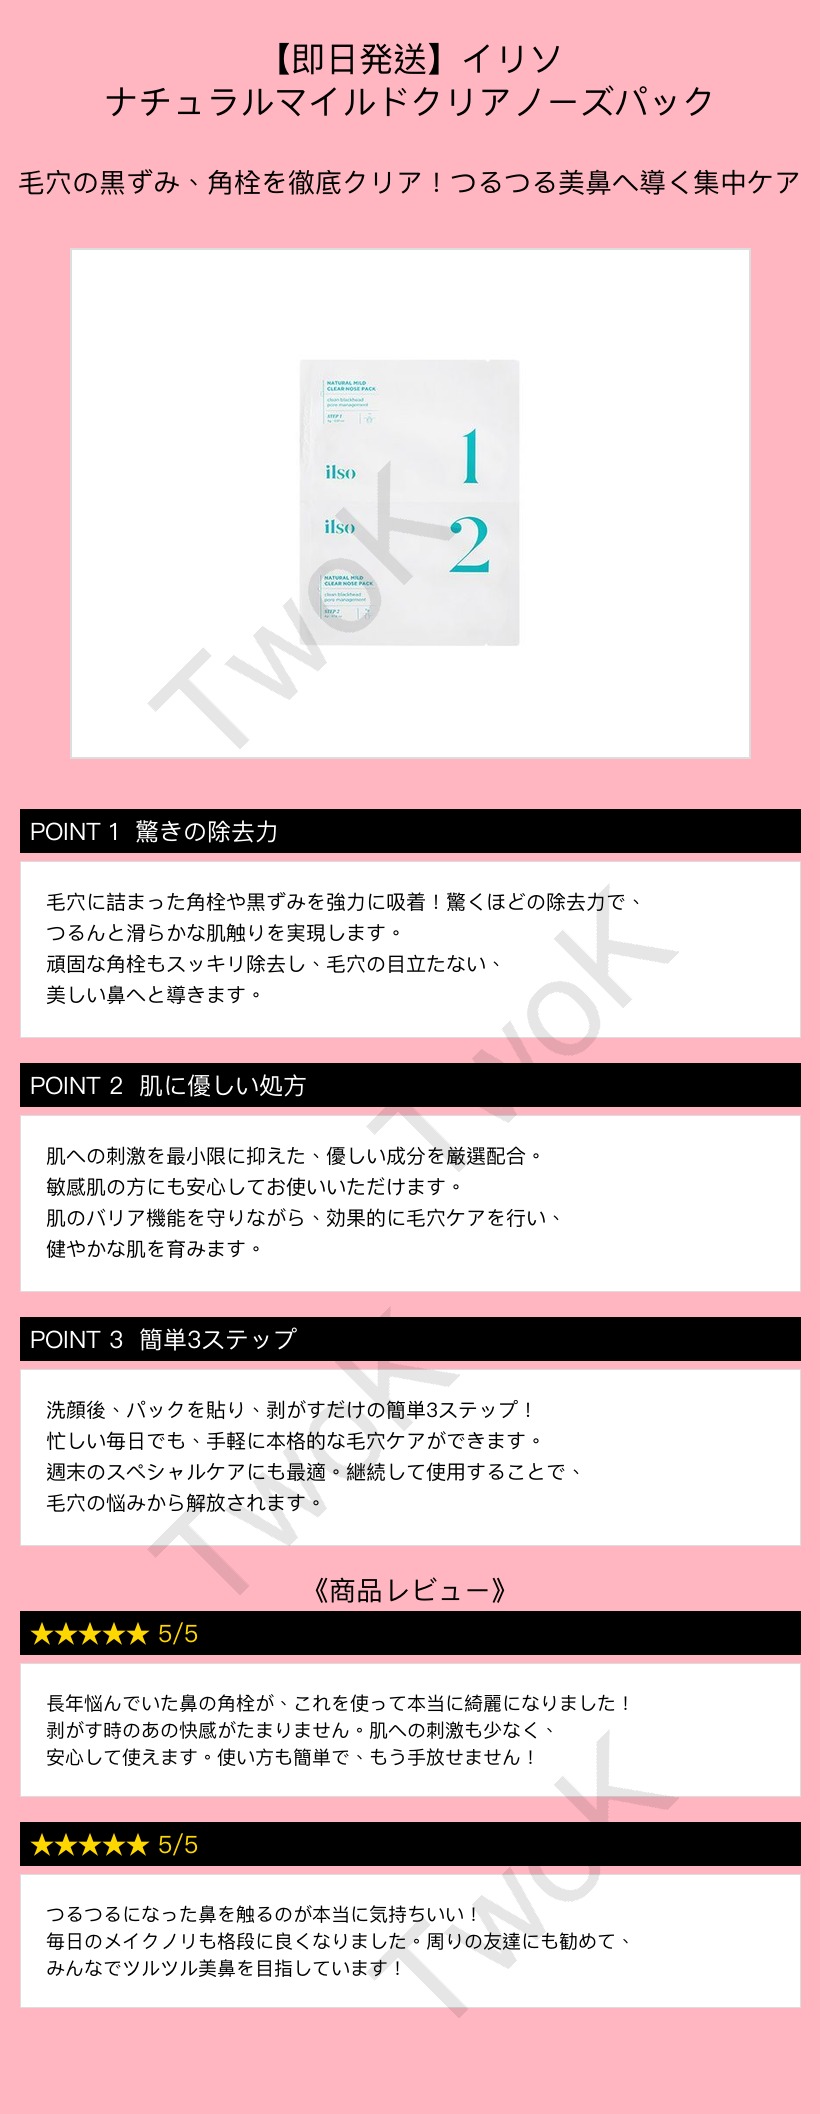 【即日発送】イリソ
ナチュラルマイルドクリアノーズパック
毛穴の黒ずみ、角栓を徹底クリア！つるつる美鼻へ導く集中ケア
NATURAL MILD
CLEAR NOSE PACK
clean blackhead
pore management
STEP 1
ilso
1
ilso
2
NATURAL MILD
CLEAR NOSE PACK
clean blackhead
pore management
STEP 2
TwoK
POINT 1 驚きの除去力
毛穴に詰まった角栓や黒ずみを強力に吸着！驚くほどの除去力で、
つるんと滑らかな肌触りを実現します。
頑固な角栓もスッキリ除去し、毛穴の目立たない、
美しい鼻へと導きます。
TwoK
POINT 2 肌に優しい処方
肌への刺激を最小限に抑えた、優しい成分を厳選配合。
敏感肌の方にも安心してお使いいただけます。
肌のバリア機能を守りながら、効果的に毛穴ケアを行い、
健やかな肌を育みます。
POINT 3 簡単3ステップ
洗顔後、パックを貼り、剥がすだけの簡単3ステップ！
忙しい毎日でも、手軽に本格的な毛穴ケアができます。
週末のスペシャルケアにも最適。継続して使用することで、
毛穴の悩みから解放されます。
TwoK
《商品レビュー》
★★★★★ 5/5
長年悩んでいた鼻の角栓が、これを使って本当に綺麗になりました！
剥がす時のあの快感がたまりません。肌への刺激も少なく、
安心して使えます。使い方も簡単で、もう手放せません！
★★★★★ 5/5
つるつるになった鼻を触るのが本当に気持ちいい！
毎日のメイクノリも格段に良くなりました。周りの友達にも勧めて、
みんなでツルツル美鼻を目指しています！
TwoK